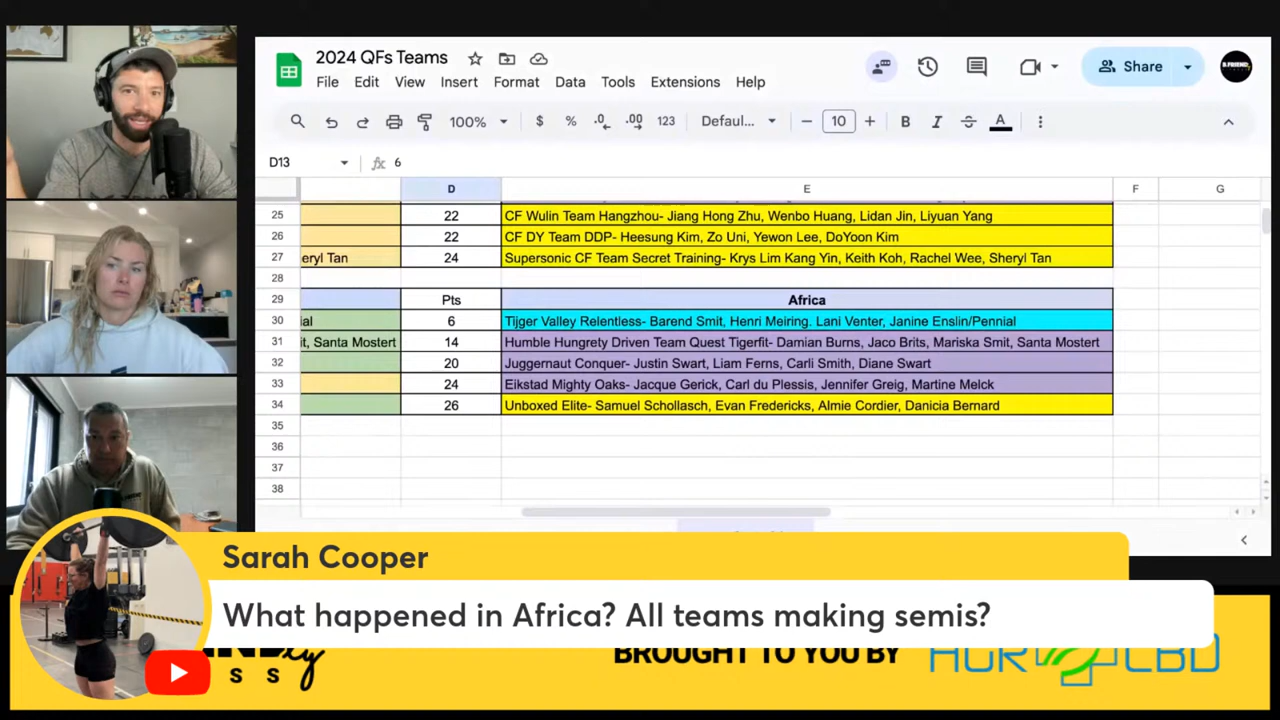 2024 QFs Teams
File Edit View Insert Format Data Tools Extensions Help
Share
100% $ % .0 .00 123 Defaul... 10 B I S A
D13 fx 6
D E F G
25 22 CF Wulin Team Hangzhou- Jiang Hong Zhu, Wenbo Huang, Lidan Jin, Liyuan Yang
26 22 CF DY Team DDP- Heesung Kim, Zo Uni, Yewon Lee, DoYoon Kim
27 eryl Tan 24 Supersonic CF Team Secret Training- Krys Lim Kang Yin, Keith Koh, Rachel Wee, Sheryl Tan
28
29 Pts Africa
30 ial 6 Tijger Valley Relentless- Barend Smit, Henri Meiring. Lani Venter, Janine Enslin/Pennial
31 it, Santa Mostert 14 Humble Hungrety Driven Team Quest Tigerfit- Damian Burns, Jaco Brits, Mariska Smit, Santa Mostert
32 20 Juggernaut Conquer- Justin Swart, Liam Ferns, Carli Smith, Diane Swart
33 24 Eikstad Mighty Oaks- Jacque Gerick, Carl du Plessis, Jennifer Greig, Martine Melck
34 26 Unboxed Elite- Samuel Schollasch, Evan Fredericks, Almie Cordier, Danicia Bernard
35
36
37
38
Sarah Cooper
What happened in Africa? All teams making semis?
BROUGHT TO YOU BY
CBD